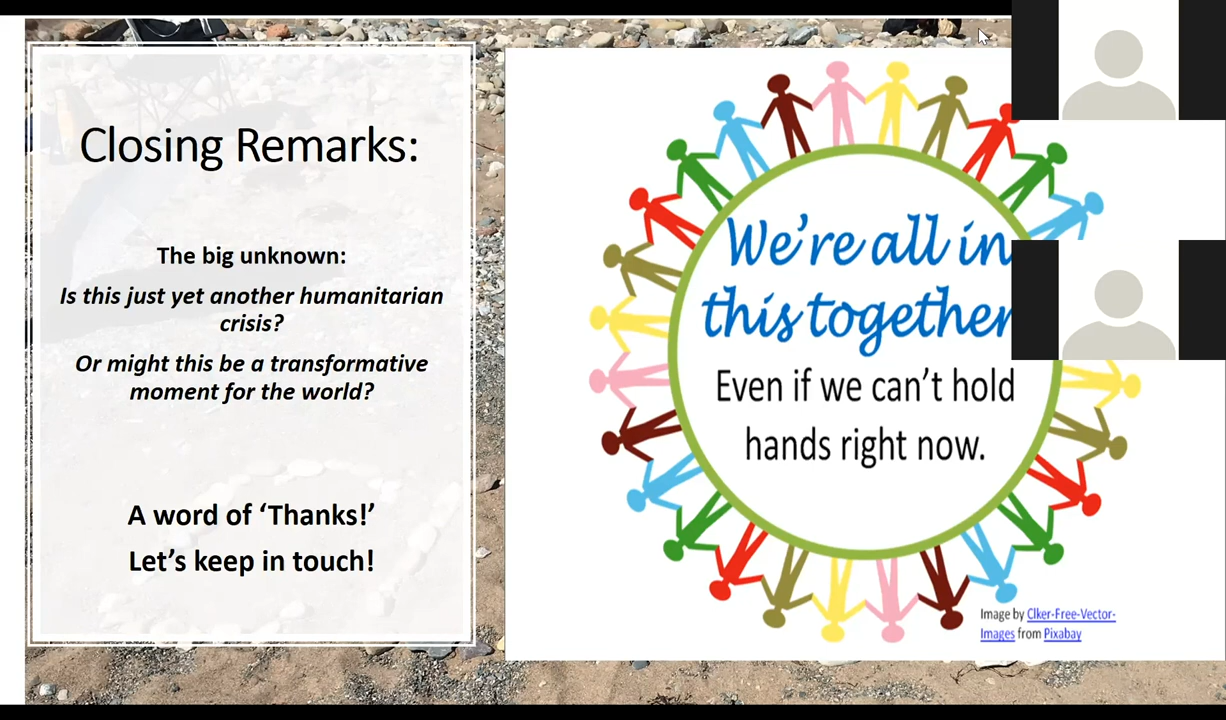 Closing Remarks:
The big unknown:
Is this just yet another humanitarian
crisis?
Or might this be a transformative
moment for the world?
A word of ‘Thanks!’
Let’s keep in touch!
We’re all in
this together
Even if we can’t hold
hands right now.
Image by Clker-Free-Vector-
Images from Pixabay